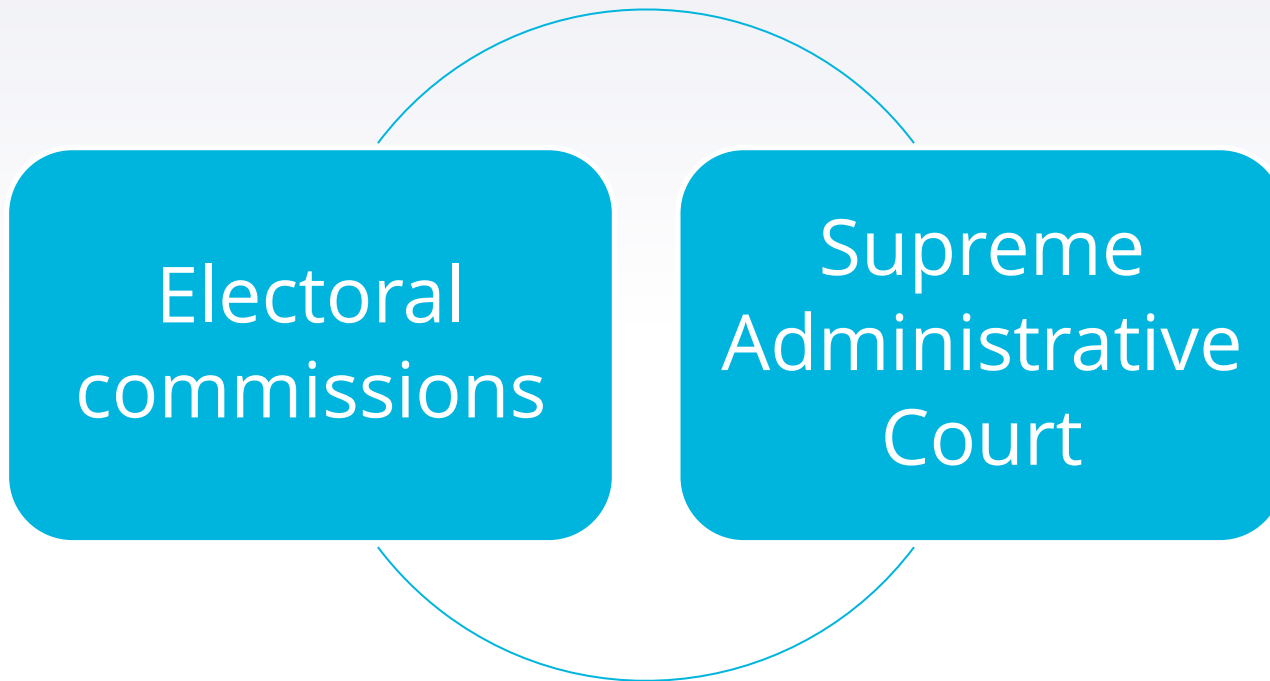 Electoral
commissions
Supreme
Administrative
Court